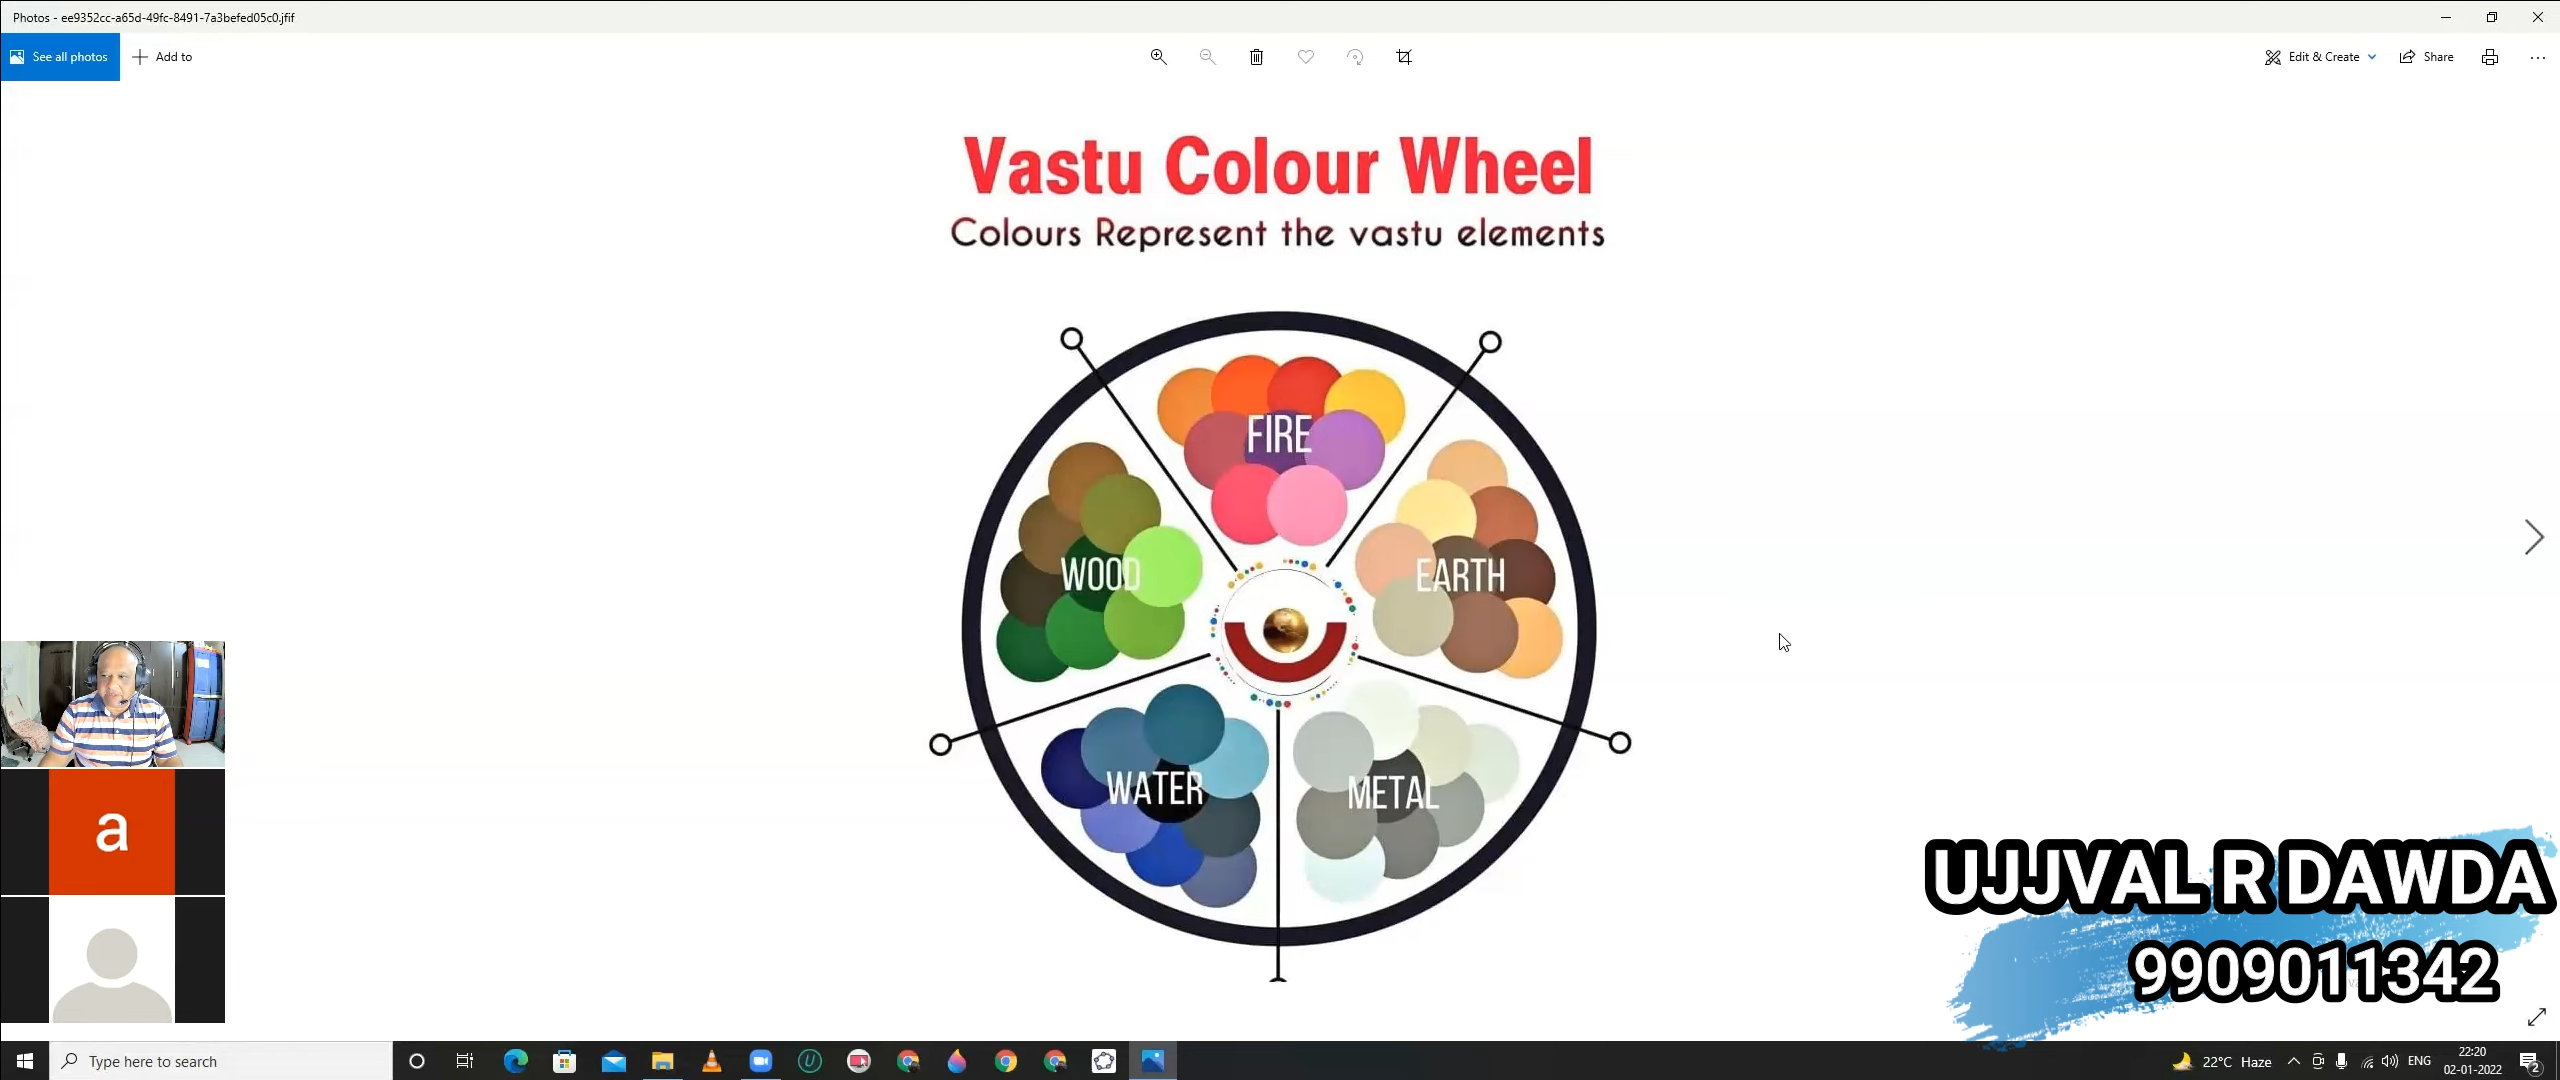 Photos - ee9352cc-a65d-49fc-8491-7a3befed05c0.jfif
See all photos
Add to
Edit & Create
Share
Vastu Colour Wheel
Colours Represent the vastu elements
FIRE
WOOD
EARTH
WATER
METAL
a
UJJVAL R DAWDA
9909011342
Type here to search
22°C Haze
ENG
22:20
02-01-2022
2